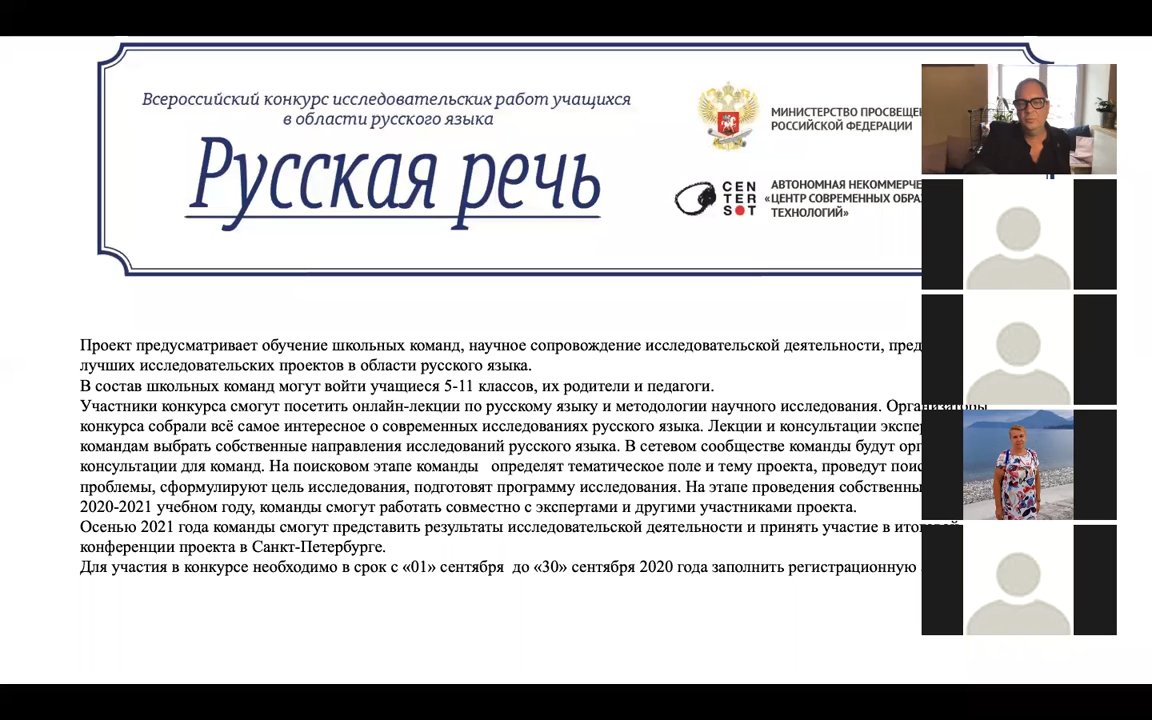 Всероссийский конкурс исследовательских работ учащихся
в области русского языка
Русская речь
МИНИСТЕРСТВО
РОССИЙСКОЙ ФЕДЕРАЦИИ
CEN
TER
SOT
АВТОНОМНАЯ
«ЦЕНТР СОВРЕМЕННЫХ
ТЕХНОЛОГИЙ»
Проект предусматривает обучение школьных команд, научное сопровождение исследовательской деятельности,
лучших исследовательских проектов в области русского языка.
В состав школьных команд могут войти учащиеся 5-11 классов, их родители и педагоги.
Участники конкурса смогут посетить онлайн-лекции по русскому языку и методологии научного исследования. Организаторы
конкурса собрали всё самое интересное о современных исследованиях русского языка. Лекции и консультации
командам выбрать собственные направления исследований русского языка. В сетевом сообществе команды будут
консультации для команд. На поисковом этапе команды определят тематическое поле и тему проекта, проведут
проблемы, сформулируют цель исследования, подготовят программу исследования. На этапе проведения
2020-2021 учебном году, команды смогут работать совместно с экспертами и другими участниками проекта.
Осенью 2021 года команды смогут представить результаты исследовательской деятельности и принять участие в итоговой
конференции проекта в Санкт-Петербурге.
Для участия в конкурсе необходимо в срок с «01» сентября до «30» сентября 2020 года заполнить регистрационную